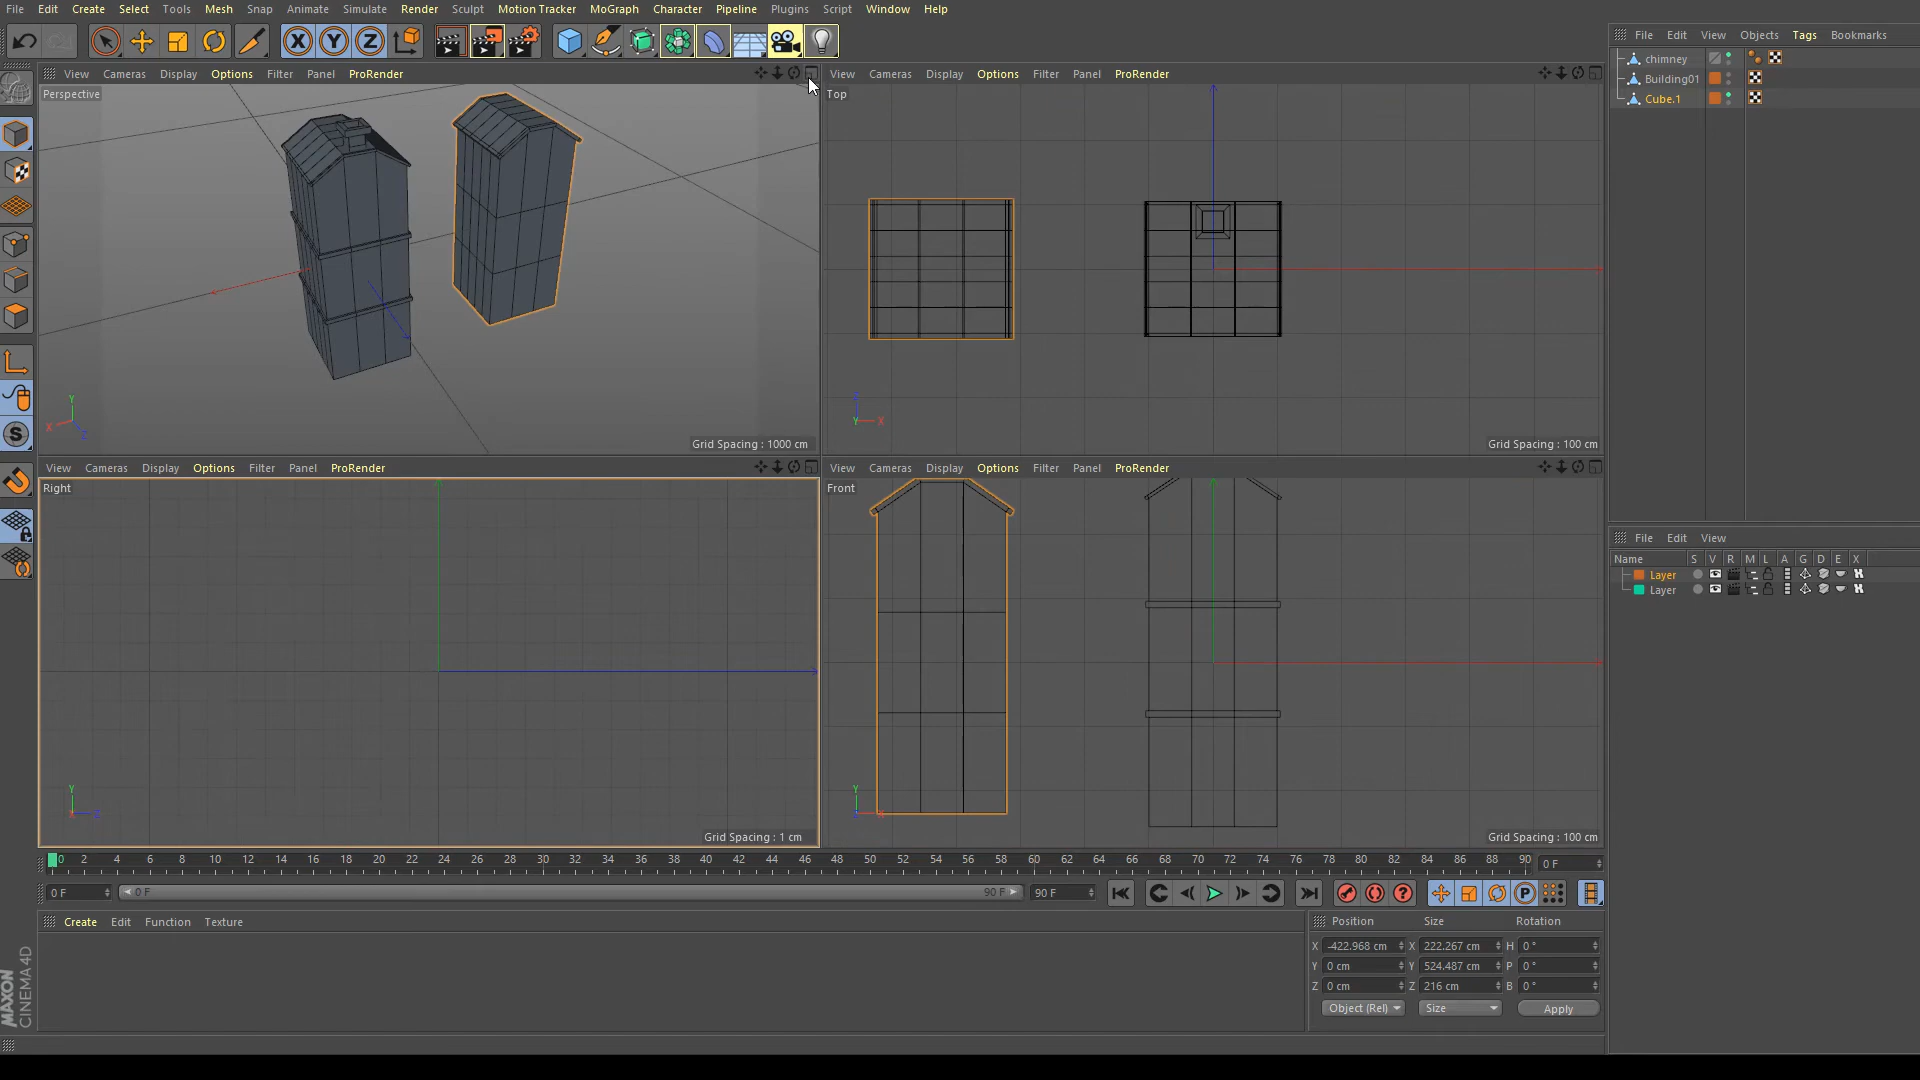 File Edit Create Select Tools Mesh Snap Animate Simulate Render Sculpt Motion Tracker MoGraph Character Pipeline Plugins Script Window Help
X Y Z
File Edit View Objects Tags Bookmarks
chimney
Building01
Cube.1
View Cameras Display Options Filter Panel ProRender
Perspective
Y
X
Z
Grid Spacing : 1000 cm
View Cameras Display Options Filter Panel ProRender
Top
Z
Y X
Grid Spacing : 100 cm
View Cameras Display Options Filter Panel ProRender
Right
Y
X Z
Grid Spacing : 1 cm
View Cameras Display Options Filter Panel ProRender
Front
Y
Z X
Grid Spacing : 100 cm
S
File Edit View
Name S V R M L A G D E X
Layer
Layer
0 2 4 6 8 10 12 14 16 18 20 22 24 26 28 30 32 34 36 38 40 42 44 46 48 50 52 54 56 58 60 62 64 66 68 70 72 74 76 78 80 82 84 86 88 90 0 F
0 F 0 F 90 F 90 F P
Create Edit Function Texture
Position Size Rotation
X -422.968 cm X 222.267 cm H 0 °
Y 0 cm Y 524.487 cm P 0 °
Z 0 cm Z 216 cm B 0 °
Object (Rel) Size Apply
MAXON
CINEMA 4D